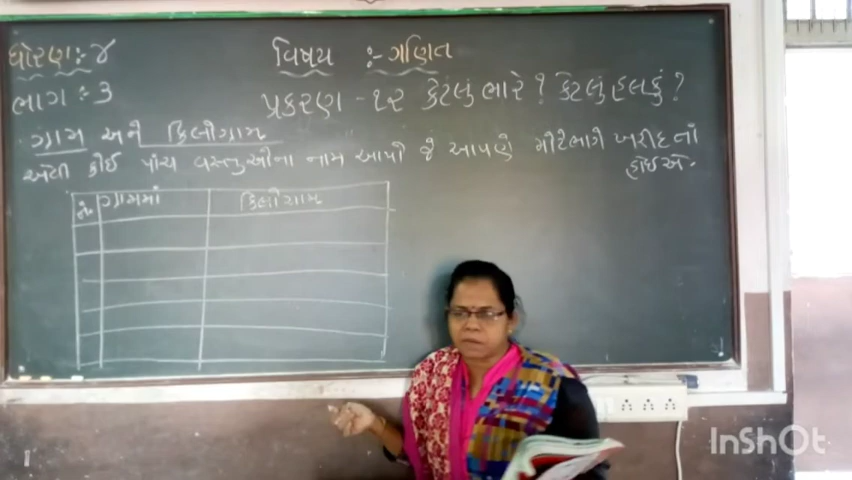 ધોરણ : ૪
વિષય :- ગણિત
ભાગ : ૩
પ્રકરણ - ૧૨ કેટલું ભારે ? કેટલું હલકું ?
ગ્રામ અને કિલોગ્રામ
એવી કોઈ પાંચ વસ્તુઓના નામ આપો જે આપણે મોટેભાગે ખરીદતાં
હોઈએ.
નં. ગ્રામમાં કિલોગ્રામ
InShOt